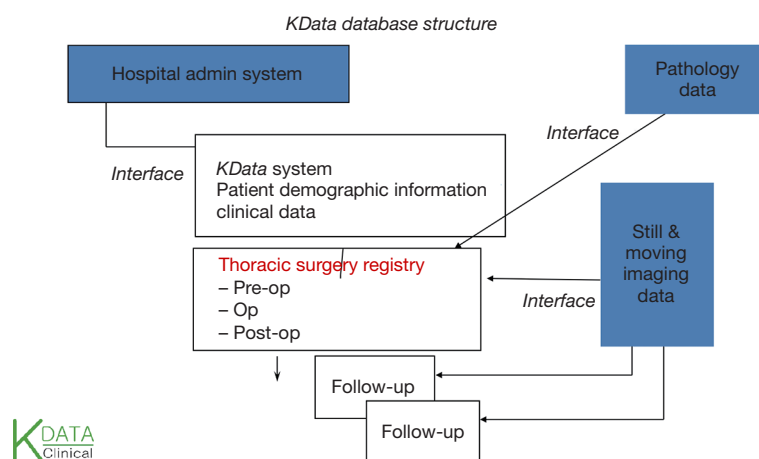 KData database structure
Hospital admin system
Pathology
data
Interface
Interface
KData system
Patient demographic information
clinical data
Still &
moving
imaging
data
Thoracic surgery registry
– Pre-op
– Op
– Post-op
Interface
Follow-up
Follow-up
KDATA
Clinical